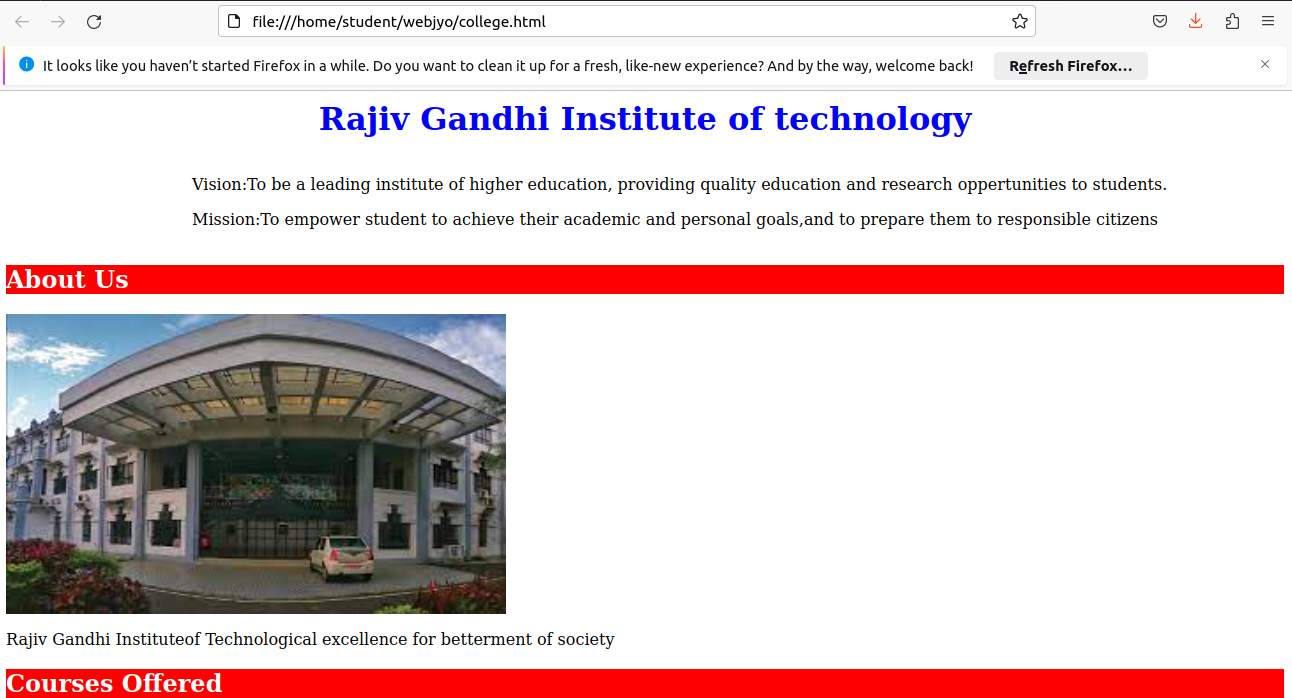 file:///home/student/webjyo/college.html
It looks like you haven’t started Firefox in a while. Do you want to clean it up for a fresh, like-new experience? And by the way, welcome back! Refresh Firefox…
Rajiv Gandhi Institute of technology
Vision:To be a leading institute of higher education, providing quality education and research oppertunities to students.
Mission:To empower student to achieve their academic and personal goals,and to prepare them to responsible citizens
About Us
Rajiv Gandhi Instituteof Technological excellence for betterment of society
Courses Offered